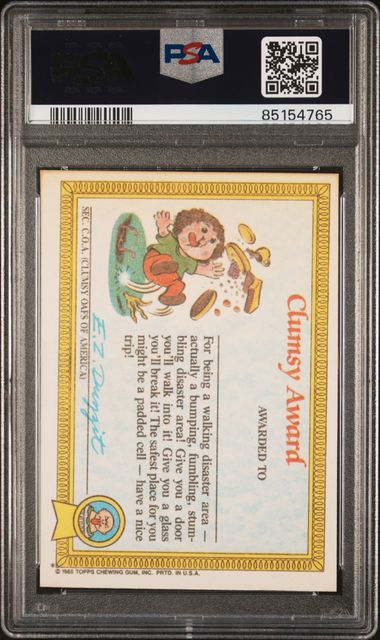 PSA
PSA
85154765
Clumsy Award
AWARDED TO
For being a walking disaster area —
actually a bumping, fumbling, stum-
bling disaster area! Give you a door
you'll walk into it! Give you a glass
you'll break it! The safest place for you
might be a padded cell — have a nice
trip!
E.Z. Duzzit
SEC. C.O.A. (CLUMSY OAFS OF AMERICA)
© 1985 TOPPS CHEWING GUM, INC. PRTD. IN U.S.A.